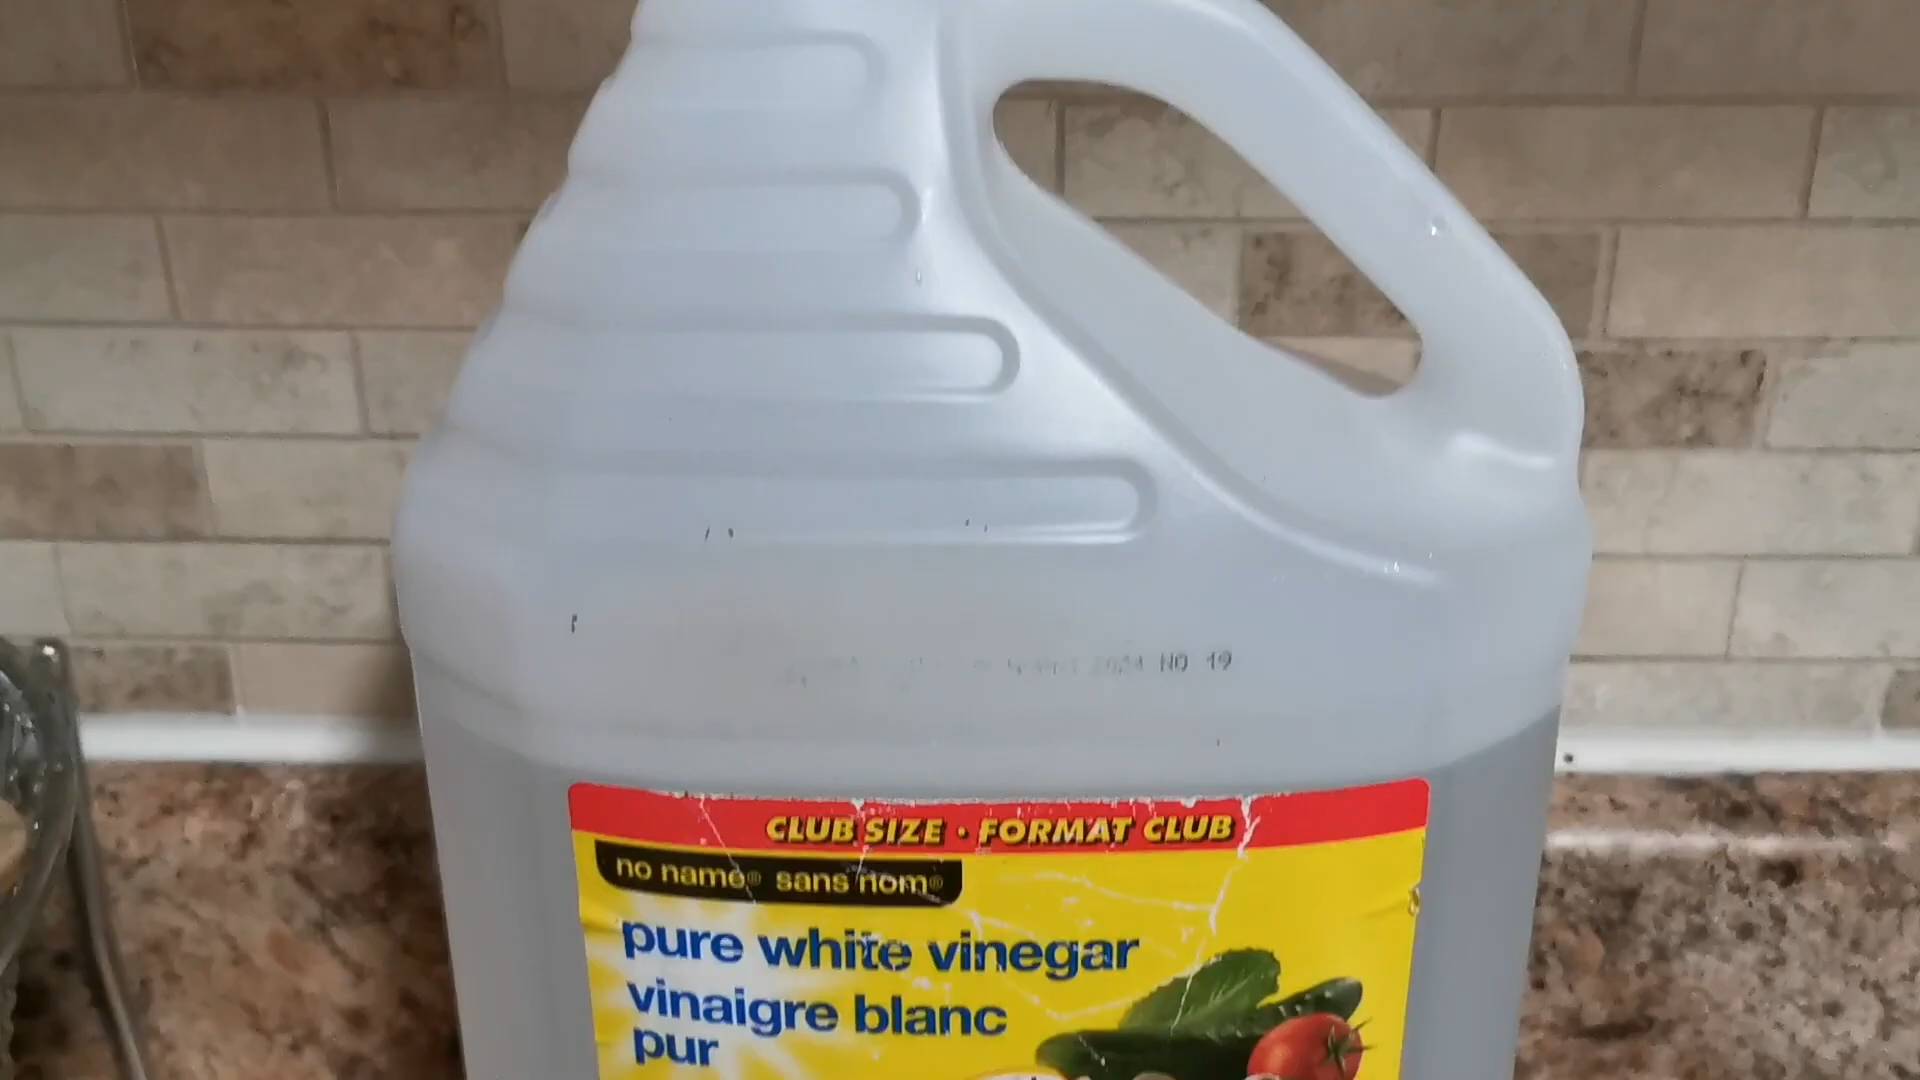 2024 NO 19
CLUB SIZE • FORMAT CLUB
no name® sans nom®
pure white vinegar
vinaigre blanc
pur